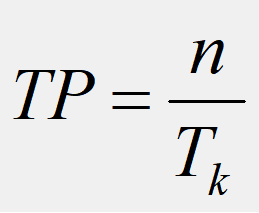 TP = n / T_k